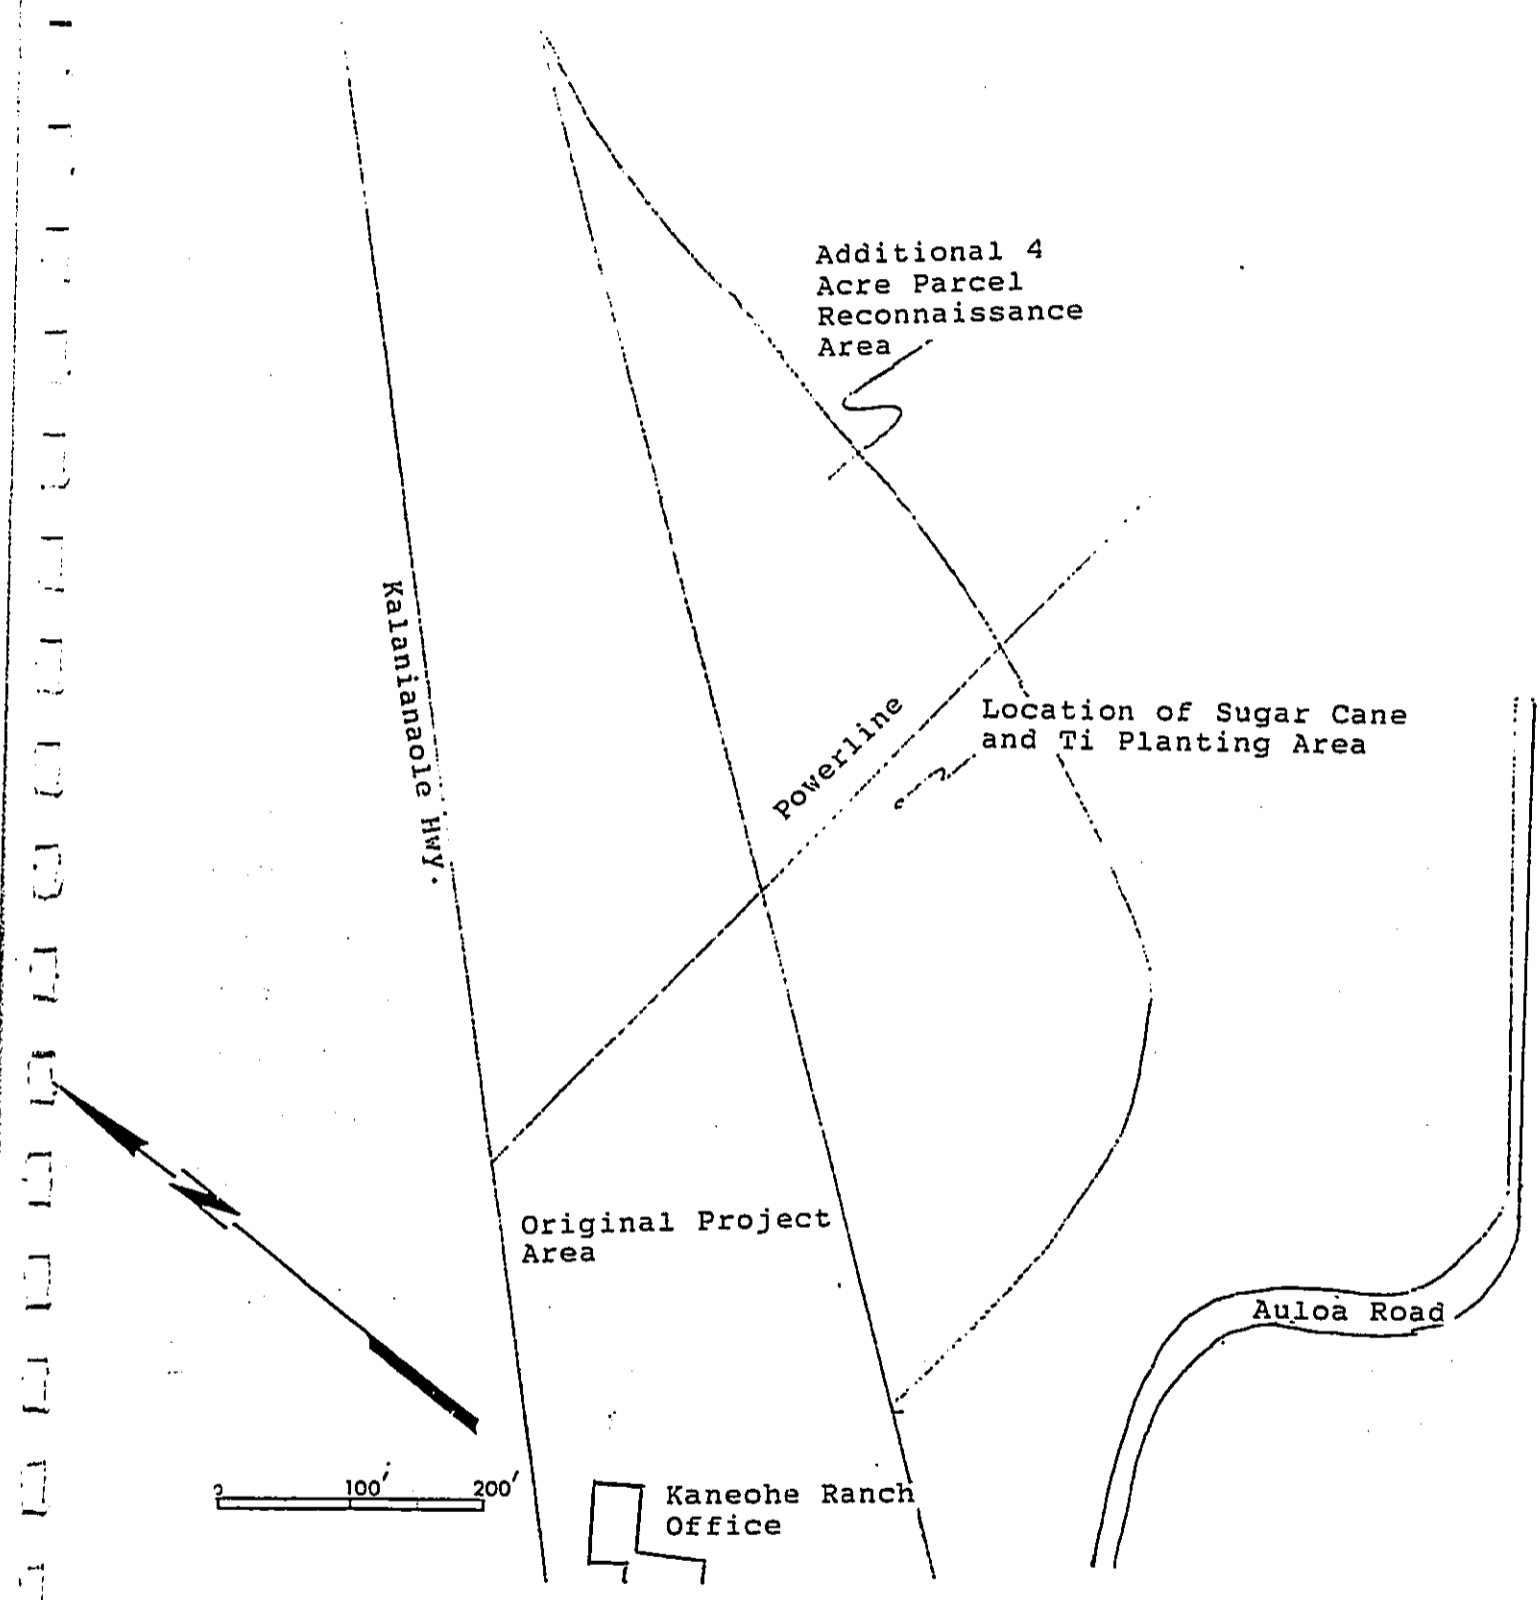 Additional 4
Acre Parcel
Reconnaissance
Area
Kalanianaole Hwy.
Powerline
Location of Sugar Cane
and Ti Planting Area
Original Project
Area
Auloa Road
0 100' 200'
Kaneohe Ranch
Office